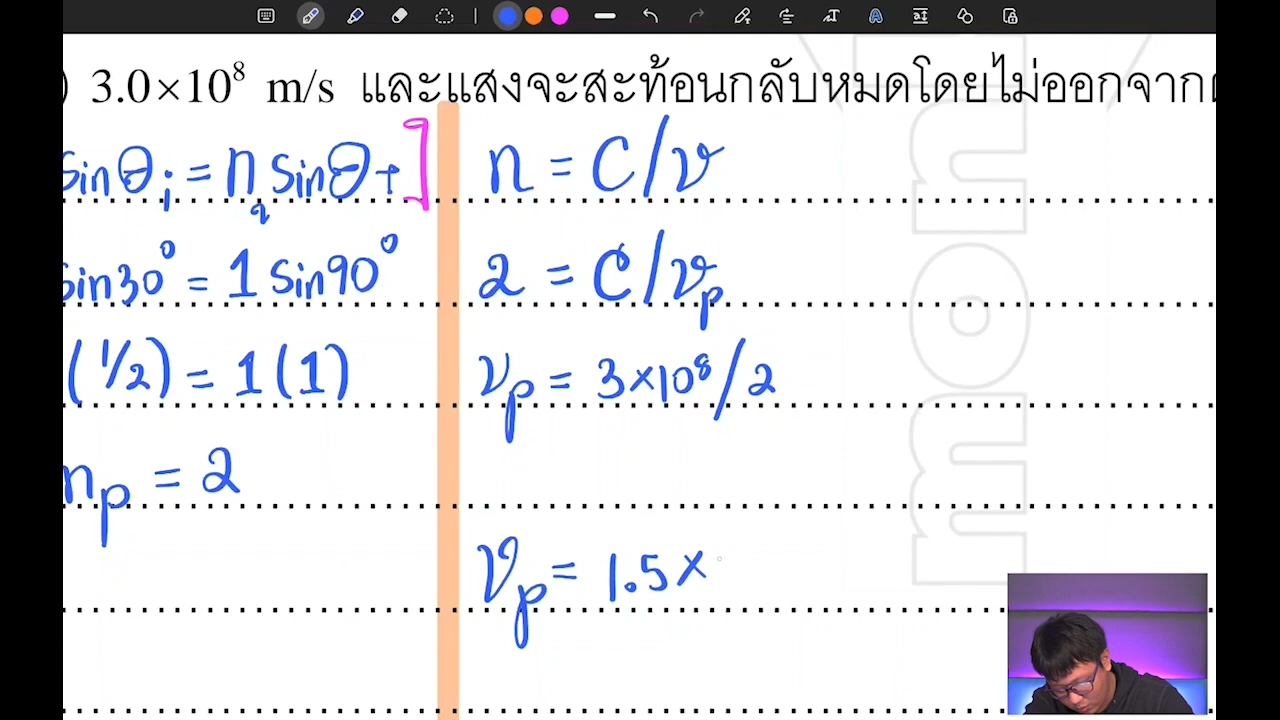 ) 3.0×10⁸ m/s และแสงจะสะท้อนกลับหมดโดยไม่ออกจาก
sinθi = n₂ sinθt ]
sin30° = 1 sin90°
(1/2) = 1(1)
np = 2
n = C/v
2 = C/vp
vp = 3×10⁸/2
vp = 1.5×
mon